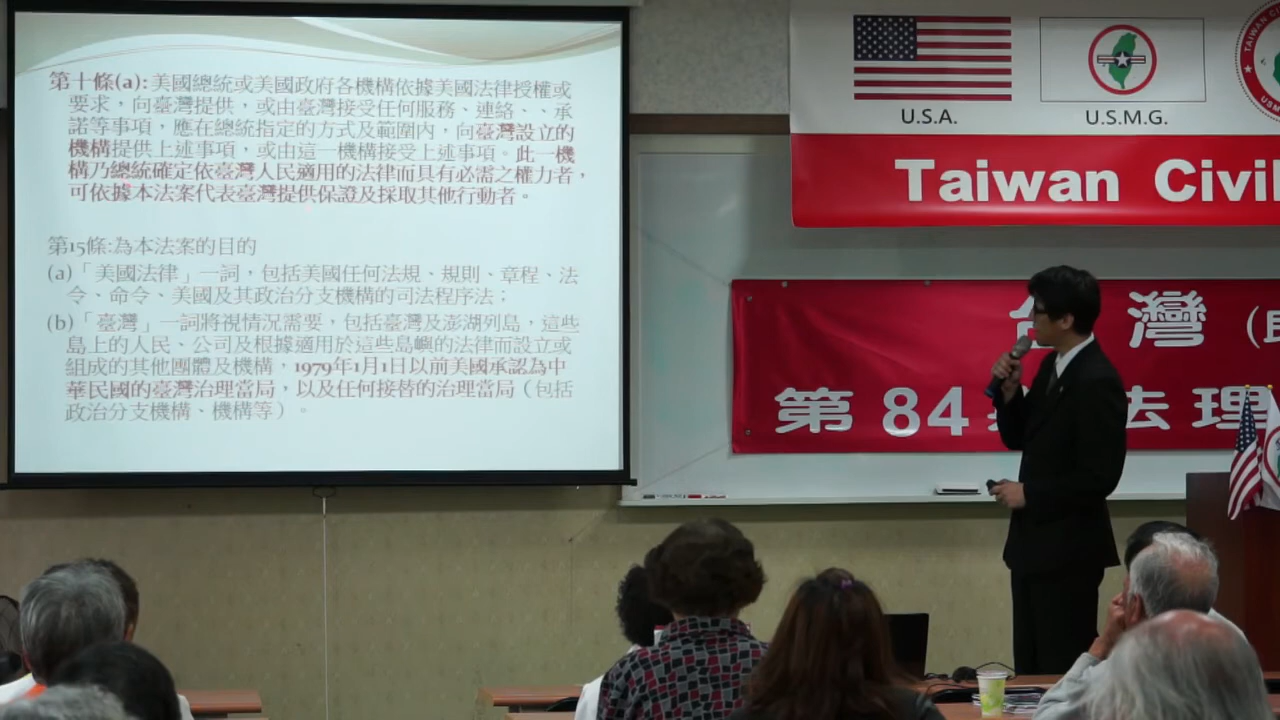 第十條(a): 美國總統或美國政府各機構依據美國法律授權或
要求，向臺灣提供，或由臺灣接受任何服務、連絡、、承
諾等事項，應在總統指定的方式及範圍內，向臺灣設立的
機構提供上述事項，或由這一機構接受上述事項。此一機
構乃總統確定依臺灣人民適用的法律而具有必需之權力者，
可依據本法案代表臺灣提供保證及採取其他行動者。
第15條:為本法案的目的
(a)「美國法律」一詞，包括美國任何法規、規則、章程、法
令、命令、美國及其政治分支機構的司法程序法；
(b)「臺灣」一詞將視情況需要，包括臺灣及澎湖列島，這些
島上的人民、公司及根據適用於這些島嶼的法律而設立或
組成的其他團體及機構，1979年1月1日以前美國承認為中
華民國的臺灣治理當局，以及任何接替的治理當局（包括
政治分支機構、機構等）。
U.S.A.
U.S.M.G.
TAIWAN CI
USM
Taiwan Civil
灣
第 84
法 理